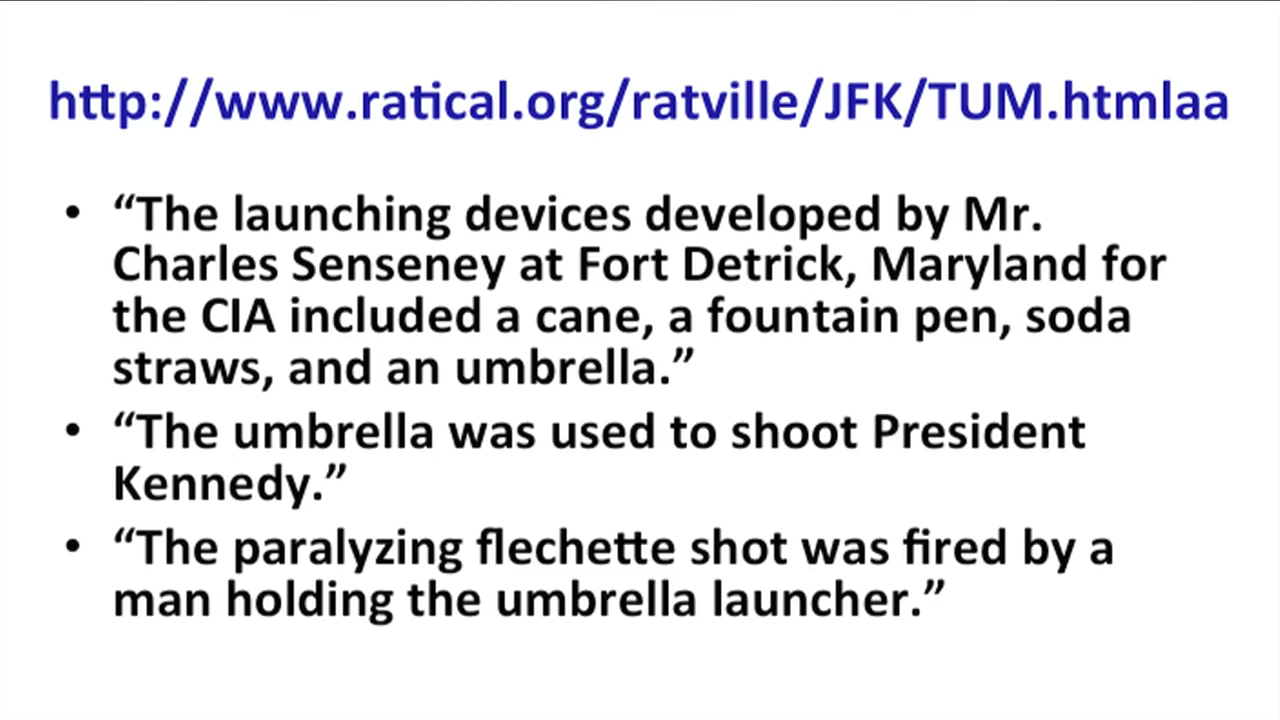 http://www.ratical.org/ratville/JFK/TUM.htmlaa
• “The launching devices developed by Mr.
Charles Senseney at Fort Detrick, Maryland for
the CIA included a cane, a fountain pen, soda
straws, and an umbrella.”
• “The umbrella was used to shoot President
Kennedy.”
• “The paralyzing flechette shot was fired by a
man holding the umbrella launcher.”